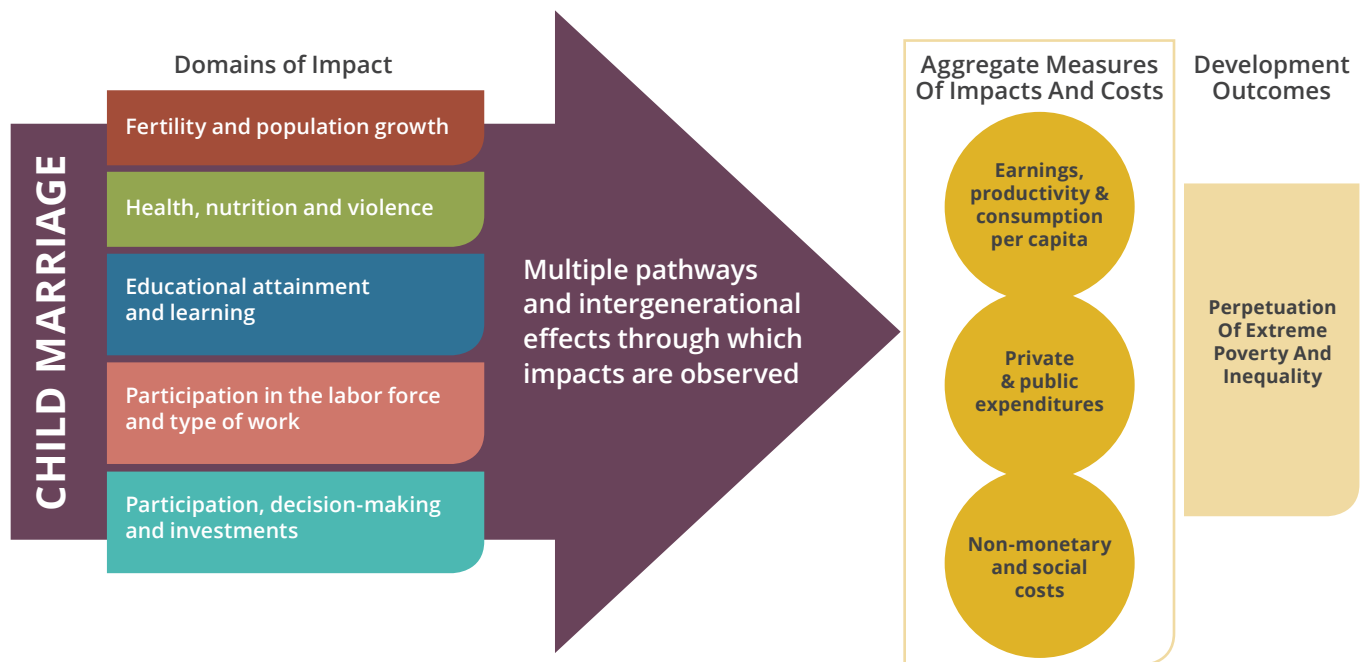 CHILD MARRIAGE
Domains of Impact
Fertility and population growth
Health, nutrition and violence
Educational attainment
and learning
Participation in the labor force
and type of work
Participation, decision-making
and investments
Multiple pathways
and intergenerational
effects through which
impacts are observed
Aggregate Measures
Of Impacts And Costs
Earnings,
productivity &
consumption
per capita
Private
& public
expenditures
Non-monetary
and social
costs
Development
Outcomes
Perpetuation
Of Extreme
Poverty And
Inequality